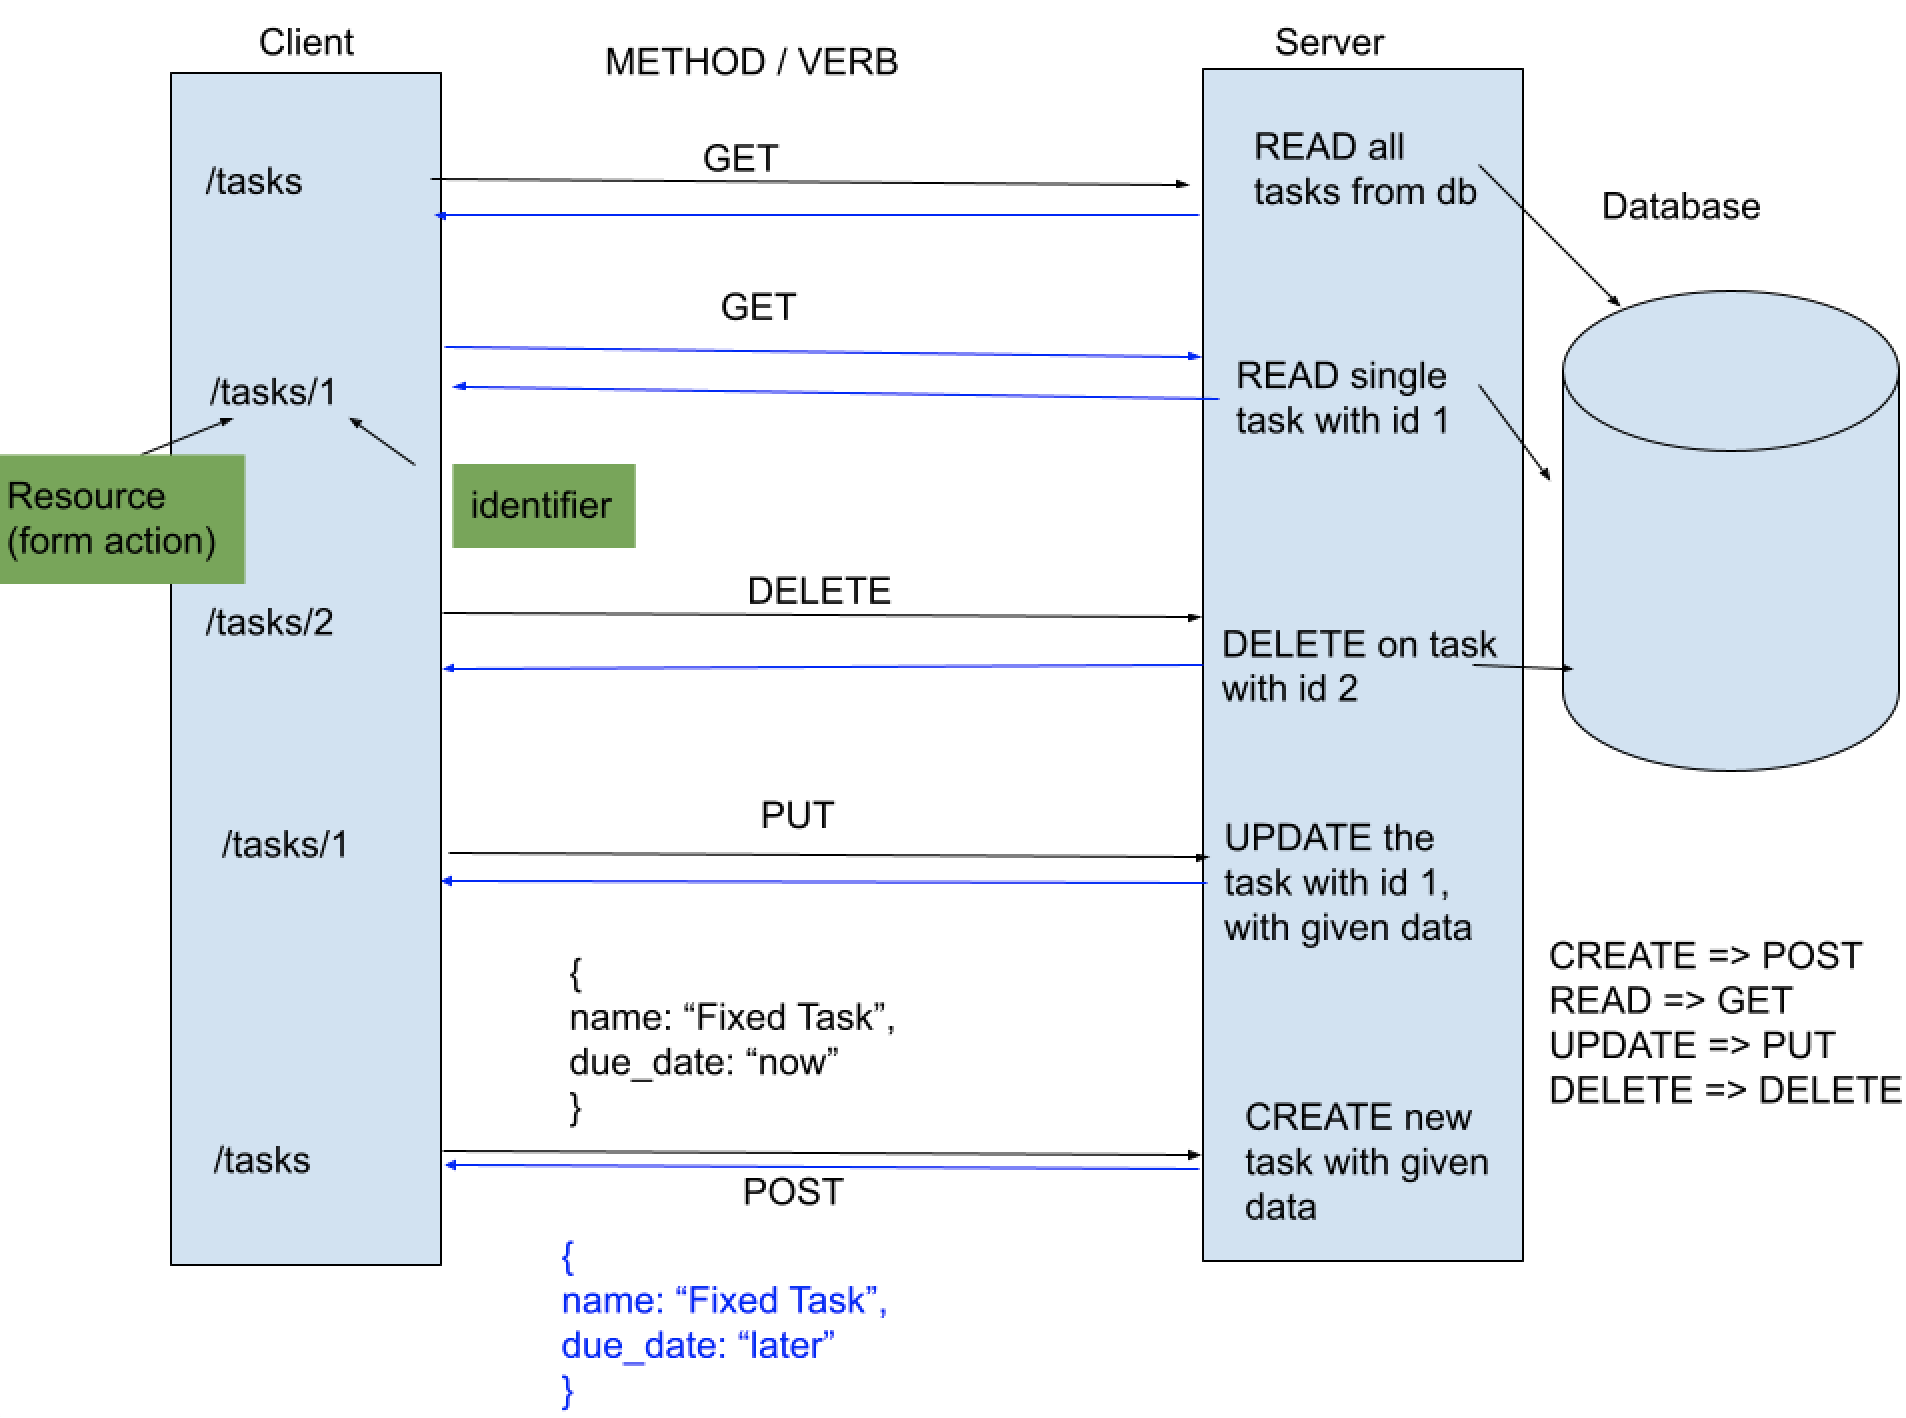 Client
METHOD / VERB
Server
/tasks
GET
READ all
tasks from db
Database
GET
/tasks/1
READ single
task with id 1
Resource
(form action)
identifier
/tasks/2
DELETE
DELETE on task
with id 2
/tasks/1
PUT
UPDATE the
task with id 1,
with given data
{
name: “Fixed Task”,
due_date: “now”
}
CREATE => POST
READ => GET
UPDATE => PUT
DELETE => DELETE
/tasks
POST
CREATE new
task with given
data
{
name: “Fixed Task”,
due_date: “later”
}